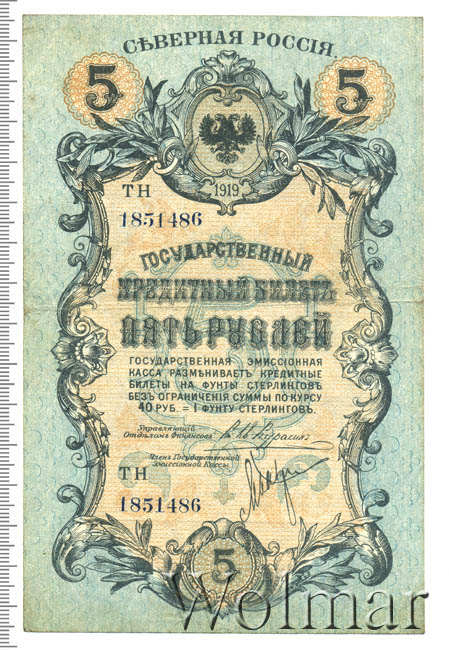 СѢВЕРНАЯ РОССІЯ.
5 5
1919
ТН
1851486
ГОСУДАРСТВЕННЫЙ
КРЕДИТНЫЙ БИЛЕТЪ
ПЯТЬ РУБЛЕЙ
ГОСУДАРСТВЕННАЯ ЭМИССІОННАЯ
КАССА РАЗМѢНИВАЕТЪ КРЕДИТНЫЕ
БИЛЕТЫ НА ФУНТЫ СТЕРЛИНГОВЪ
БЕЗЪ ОГРАНИЧЕНІЯ СУММЫ ПО КУРСУ
40 РУБ. = 1 ФУНТУ СТЕРЛИНГОВЪ.
Управляющій
Отдѣломъ Финансовъ
Членъ Государственной
Эмиссіонной Кассы
ТН
1851486
5
Wolmar